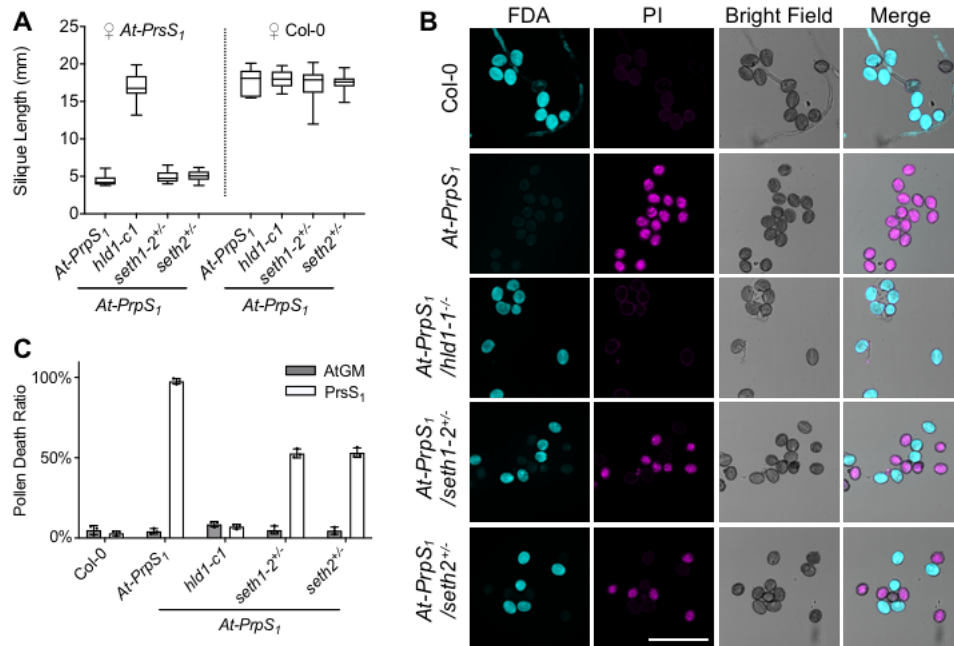 A
♀ At-PrsS₁
♀ Col-0
Silique Length (mm)
25
20
15
10
5
0
At-PrpS₁
hld1-c1
seth1-2⁺/⁻
seth2⁺/⁻
At-PrpS₁
hld1-c1
seth1-2⁺/⁻
seth2⁺/⁻
At-PrpS₁
At-PrpS₁
B
FDA
PI
Bright Field
Merge
Col-0
At-PrpS₁
At-PrpS₁
/hld1-1⁻/⁻
At-PrpS₁
/seth1-2⁺/⁻
At-PrpS₁
/seth2⁺/⁻
C
Pollen Death Ratio
100%
50%
0%
AtGM
PrsS₁
Col-0
At-PrpS₁
hld1-c1
seth1-2⁺/⁻
seth2⁺/⁻
At-PrpS₁